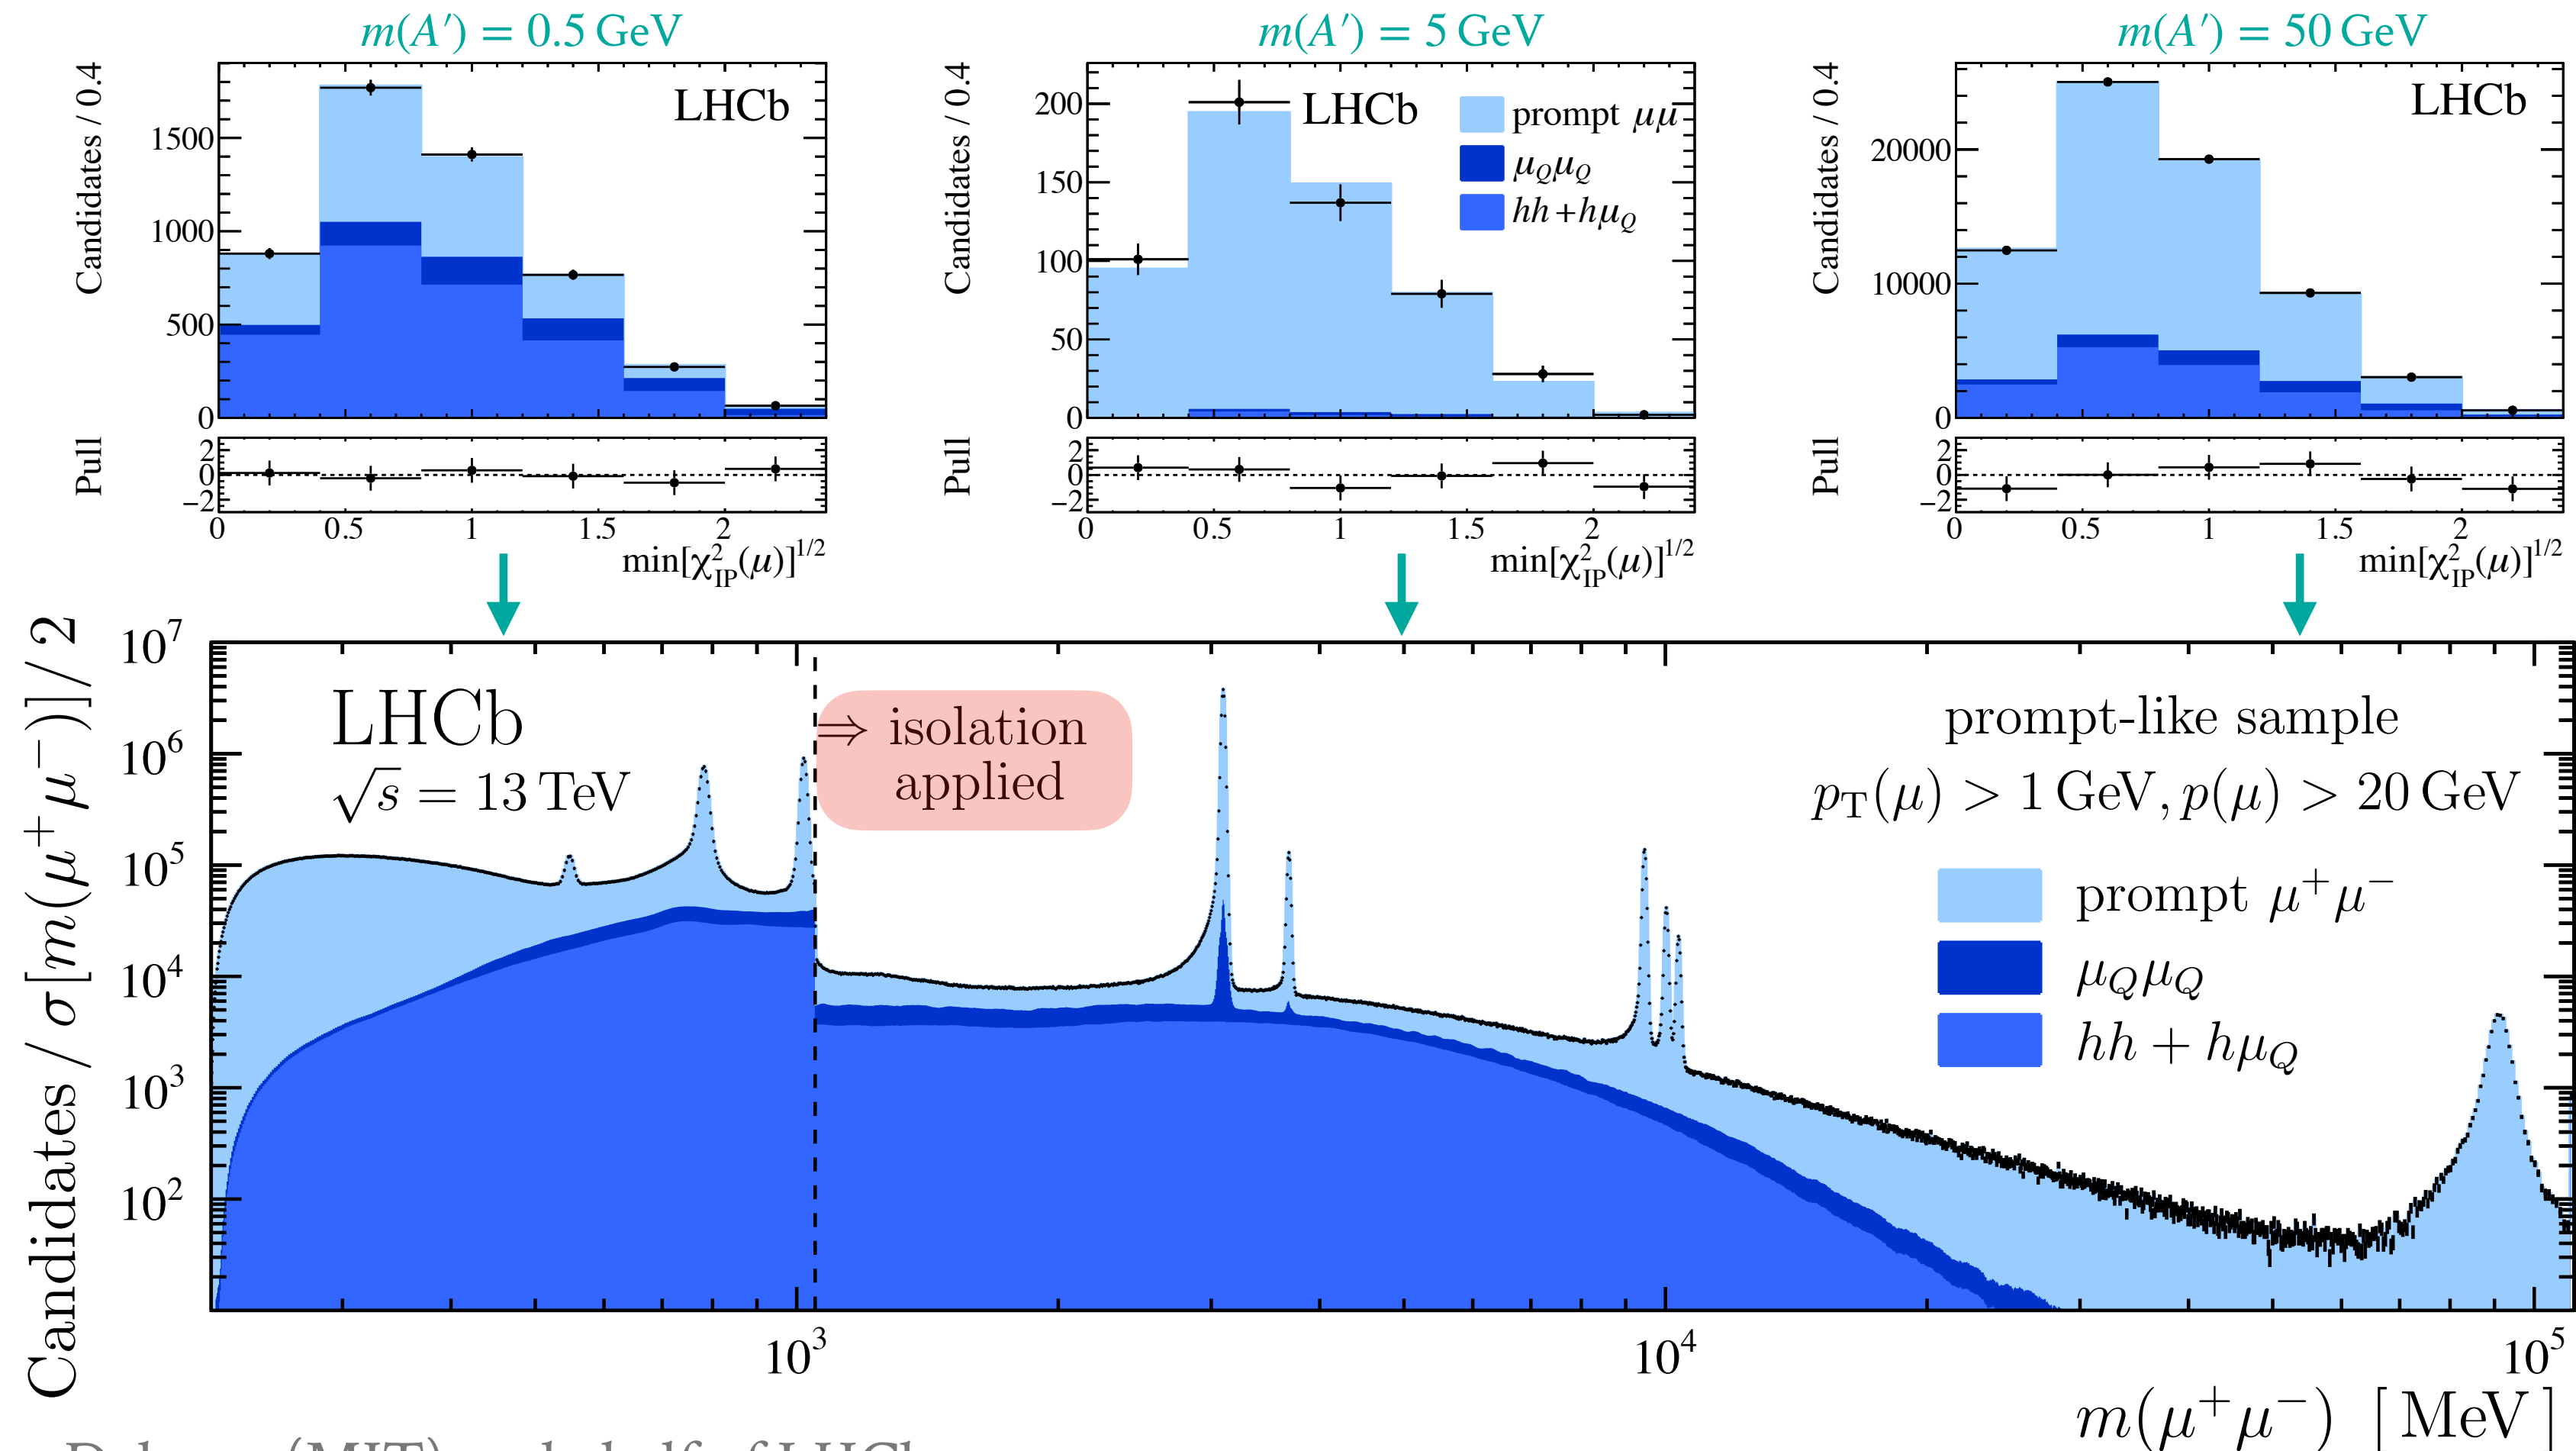 m(A′) = 0.5 GeV
m(A′) = 5 GeV
m(A′) = 50 GeV
Candidates / 0.4
1500
1000
500
0
LHCb
Pull
2
0
−2
0 0.5 1 1.5 2
min[χ²IP(μ)]^1/2
Candidates / 0.4
200
150
100
50
0
LHCb
prompt μμ
μQμQ
hh+hμQ
Pull
2
0
−2
0 0.5 1 1.5 2
min[χ²IP(μ)]^1/2
Candidates / 0.4
20000
10000
0
LHCb
Pull
2
0
−2
0 0.5 1 1.5 2
min[χ²IP(μ)]^1/2
Candidates / σ[m(μ⁺μ⁻)]/2
10⁷
10⁶
10⁵
10⁴
10³
10²
LHCb
√s = 13 TeV
⇒ isolation
applied
prompt-like sample
pT(μ) > 1 GeV, p(μ) > 20 GeV
prompt μ⁺μ⁻
μQμQ
hh + hμQ
10³ 10⁴ 10⁵
m(μ⁺μ⁻) [MeV]
(MIT)